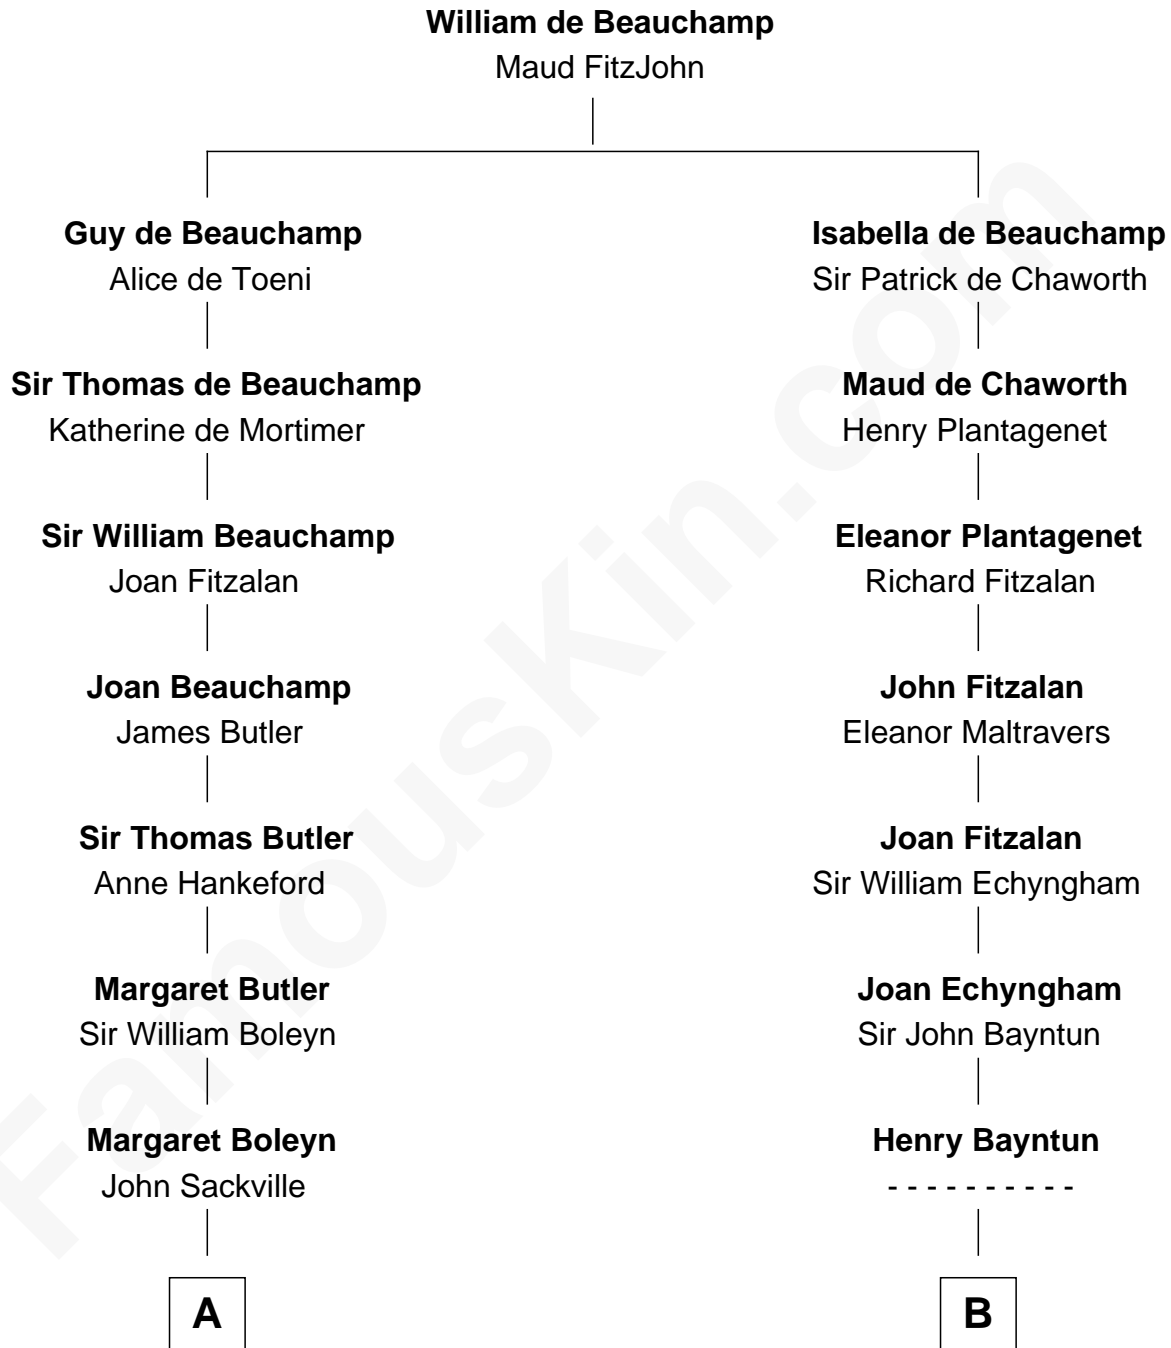 William de Beauchamp
Maud FitzJohn
Guy de Beauchamp
Alice de Toeni
Isabella de Beauchamp
Sir Patrick de Chaworth
Sir Thomas de Beauchamp
Katherine de Mortimer
Maud de Chaworth
Henry Plantagenet
Sir William Beauchamp
Joan Fitzalan
Eleanor Plantagenet
Richard Fitzalan
Joan Beauchamp
James Butler
John Fitzalan
Eleanor Maltravers
Sir Thomas Butler
Anne Hankeford
Joan Fitzalan
Sir William Echyngham
Margaret Butler
Sir William Boleyn
Joan Echyngham
Sir John Bayntun
Margaret Boleyn
John Sackville
Henry Bayntun
- - - - - - - - - -
A
B
FamousKin.com